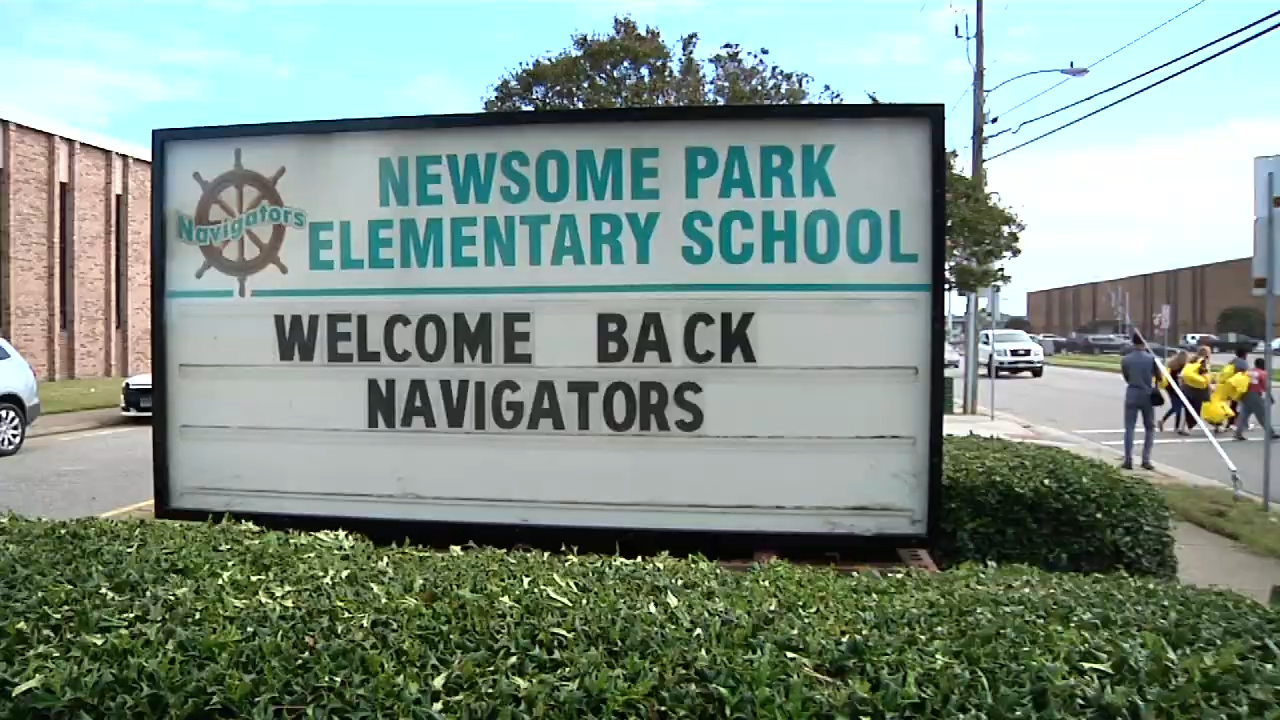 Navigators
NEWSOME PARK
ELEMENTARY SCHOOL
WELCOME BACK
NAVIGATORS